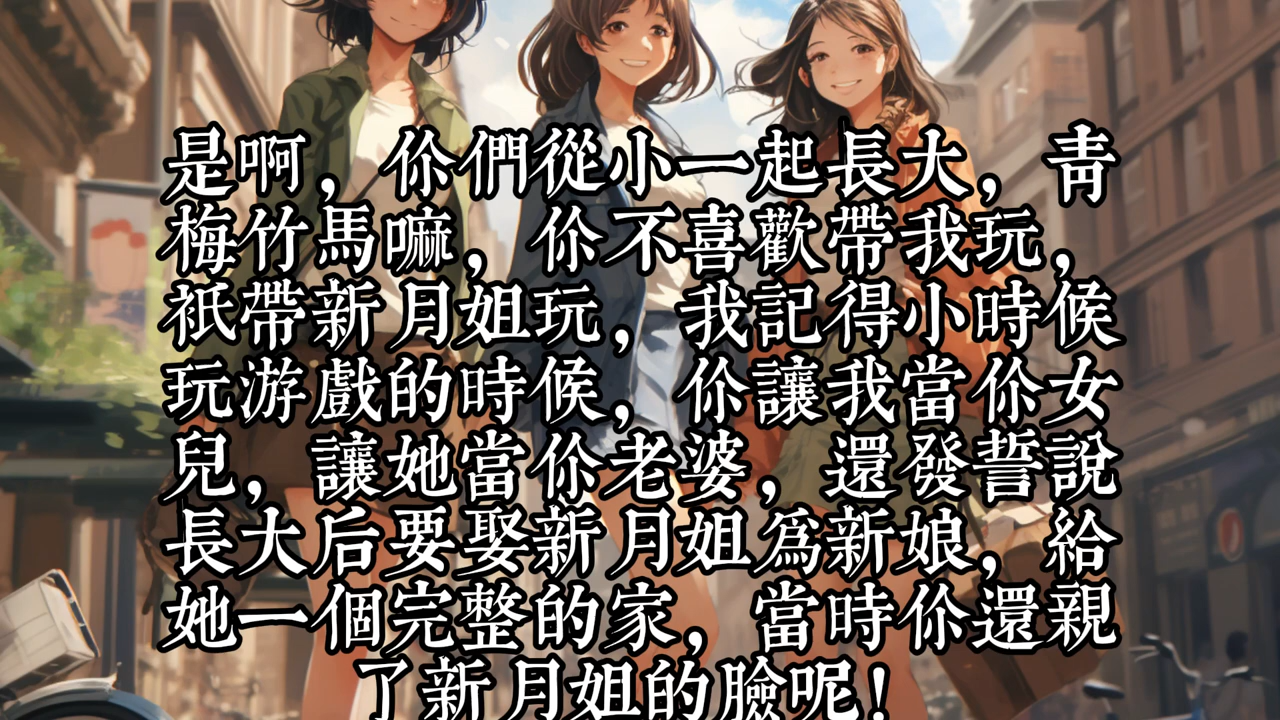 是啊，伱們從小一起長大，靑
梅竹馬嘛，伱不喜歡帶我玩，
衹帶新月姐玩，我記得小時候
玩游戲的時候，伱讓我當伱女
兒，讓她當伱老婆，還發誓說
長大后要娶新月姐爲新娘，給
她一個完整的家，當時伱還親
了新月姐的臉呢！